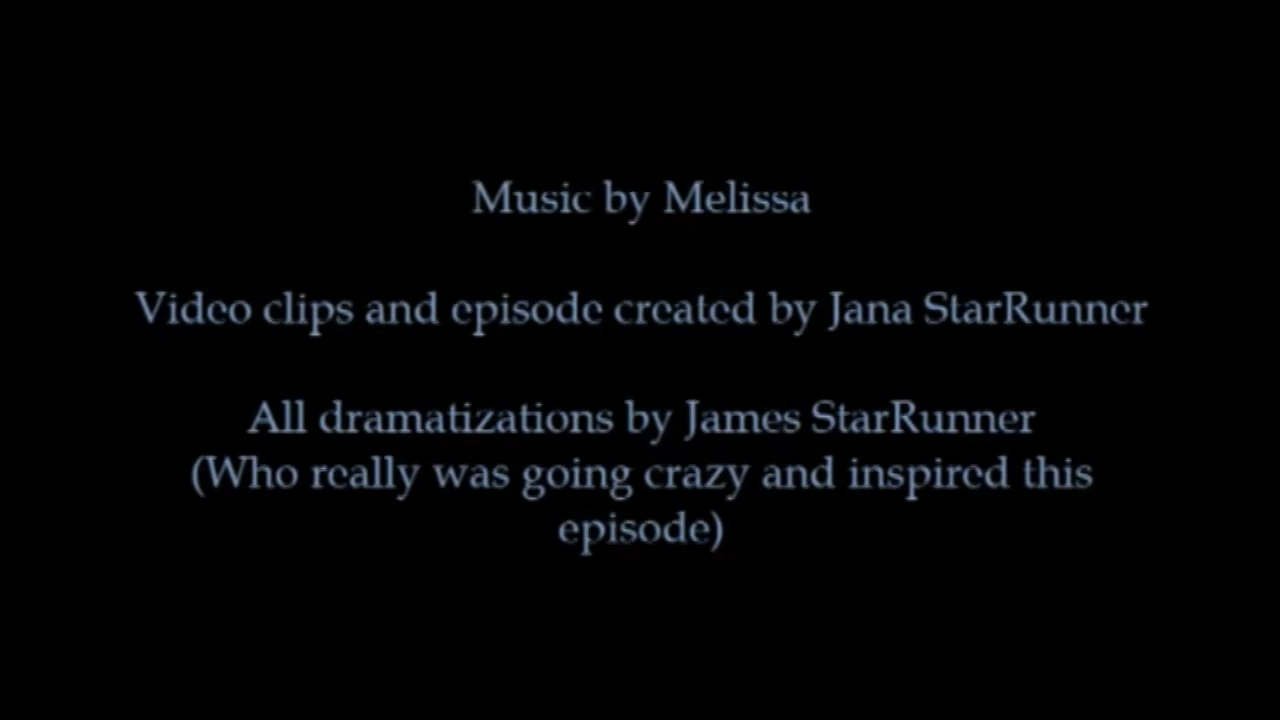 Music by Melissa
Video clips and episode created by Jana StarRunner
All dramatizations by James StarRunner
(Who really was going crazy and inspired this
episode)